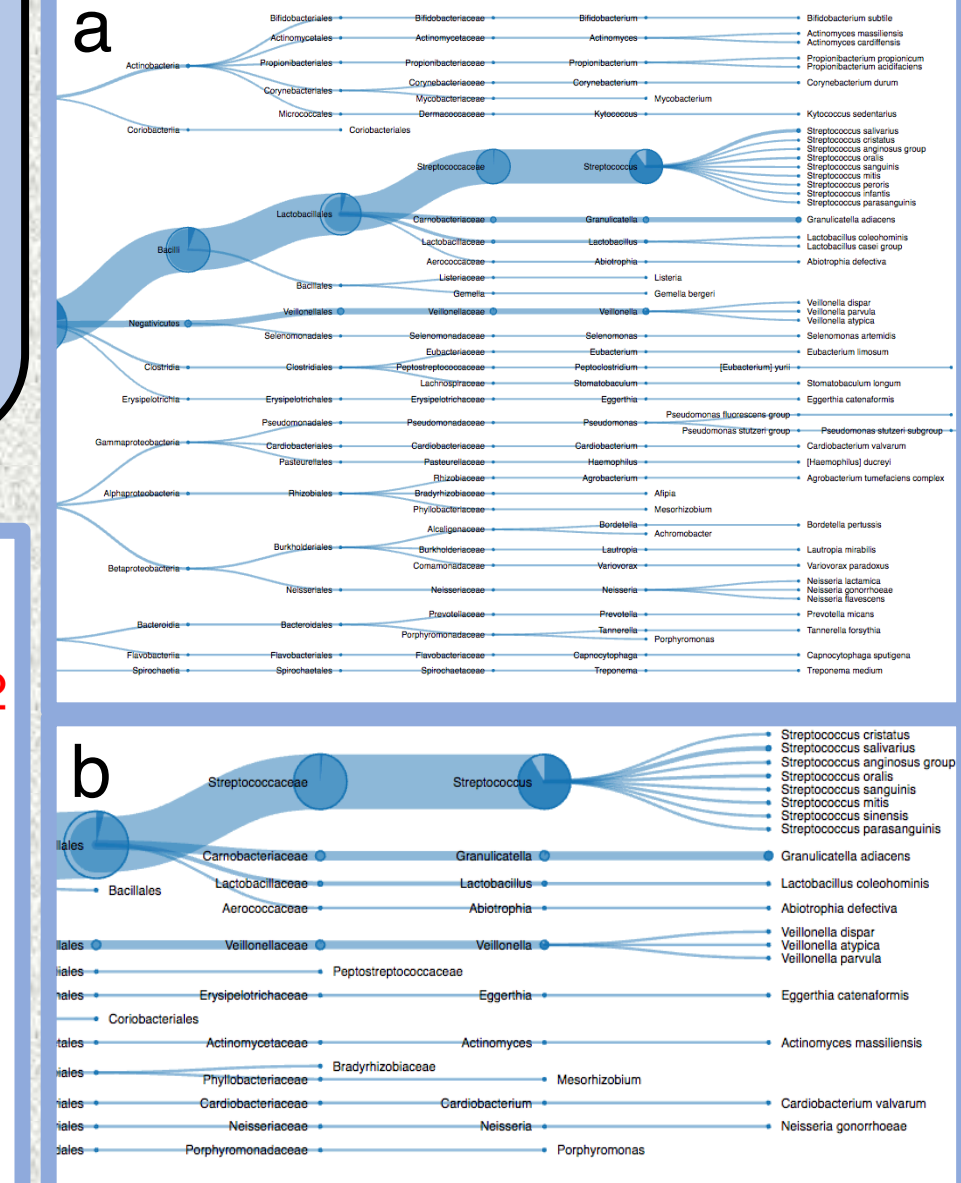 a
Bifidobacteriales Bifidobacteriaceae Bifidobacterium Bifidobacterium subtile
Actinomyces massiliensis
Actinomycetales Actinomycetaceae Actinomyces
Actinomyces cardiffensis
Propionibacterium propionicum
Actinobacteria Propionibacteriales Propionibacteriaceae Propionibacterium
Propionibacterium acidifaciens
Corynebacteriales Corynebacteriaceae Corynebacterium Corynebacterium durum
Mycobacteriaceae Mycobacterium
Micrococcales Dermacoccaceae Kytococcus Kytococcus sedentarius
Coriobacteriia Coriobacteriales
Streptococcus salivarius
Streptococcus cristatus
Streptococcus anginosus group
Streptococcus oralis
Streptococcaceae Streptococcus Streptococcus sanguinis
Streptococcus mitis
Streptococcus peroris
Streptococcus infantis
Streptococcus parasanguinis
Lactobacillales Carnobacteriaceae Granulicatella Granulicatella adiacens
Lactobacillus coleohominis
Lactobacillaceae Lactobacillus
Lactobacillus casei group
Bacilli
Aerococcaceae Abiotrophia Abiotrophia defectiva
Listeriaceae Listeria
Bacillales
Gemella Gemella bergeri
Veillonella dispar
Negativicutes Veillonellales Veillonellaceae Veillonella Veillonella parvula
Veillonella atypica
Selenomonadales Selenomonadaceae Selenomonas Selenomonas artemidis
Eubacteriaceae Eubacterium Eubacterium limosum
Clostridia Clostridiales Peptostreptococcaceae Peptoclostridium [Eubacterium] yurii
Lachnospiraceae Stomatobaculum Stomatobaculum longum
Erysipelotrichia Erysipelotrichales Erysipelotrichaceae Eggerthia Eggerthia catenaformis
Pseudomonas fluorescens group
Pseudomonadales Pseudomonadaceae Pseudomonas
Pseudomonas stutzeri group Pseudomonas stutzeri subgroup
Gammaproteobacteria Cardiobacteriales Cardiobacteriaceae Cardiobacterium Cardiobacterium valvarum
Pasteurellales Pasteurellaceae Haemophilus [Haemophilus] ducreyi
Rhizobiaceae Agrobacterium Agrobacterium tumefaciens complex
Alphaproteobacteria Rhizobiales Bradyrhizobiaceae Afipia
Phyllobacteriaceae Mesorhizobium
Bordetella Bordetella pertussis
Alcaligenaceae
Achromobacter
Burkholderiales Burkholderiaceae Lautropia Lautropia mirabilis
Betaproteobacteria Comamonadaceae Variovorax Variovorax paradoxus
Neisseria lactamica
Neisseriales Neisseriaceae Neisseria Neisseria gonorrhoeae
Neisseria flavescens
Prevotellaceae Prevotella Prevotella micans
Bacteroidia Bacteroidales
Tannerella Tannerella forsythia
Porphyromonadaceae
Porphyromonas
Flavobacteriia Flavobacteriales Flavobacteriaceae Capnocytophaga Capnocytophaga sputigena
Spirochaetia Spirochaetales Spirochaetaceae Treponema Treponema medium
2
b
Streptococcus cristatus
Streptococcus salivarius
Streptococcus anginosus group
Streptococcaceae Streptococcus Streptococcus oralis
Streptococcus sanguinis
Streptococcus mitis
Streptococcus sinensis
Streptococcus parasanguinis
llales Carnobacteriaceae Granulicatella Granulicatella adiacens
Bacillales Lactobacillaceae Lactobacillus Lactobacillus coleohominis
Aerococcaceae Abiotrophia Abiotrophia defectiva
Veillonella dispar
llales Veillonellaceae Veillonella Veillonella atypica
Veillonella parvula
iales Peptostreptococcaceae
hales Erysipelotrichaceae Eggerthia Eggerthia catenaformis
Coriobacteriales
tales Actinomycetaceae Actinomyces Actinomyces massiliensis
iales Bradyrhizobiaceae
Phyllobacteriaceae Mesorhizobium
riales Cardiobacteriaceae Cardiobacterium Cardiobacterium valvarum
riales Neisseriaceae Neisseria Neisseria gonorrhoeae
dales Porphyromonadaceae Porphyromonas